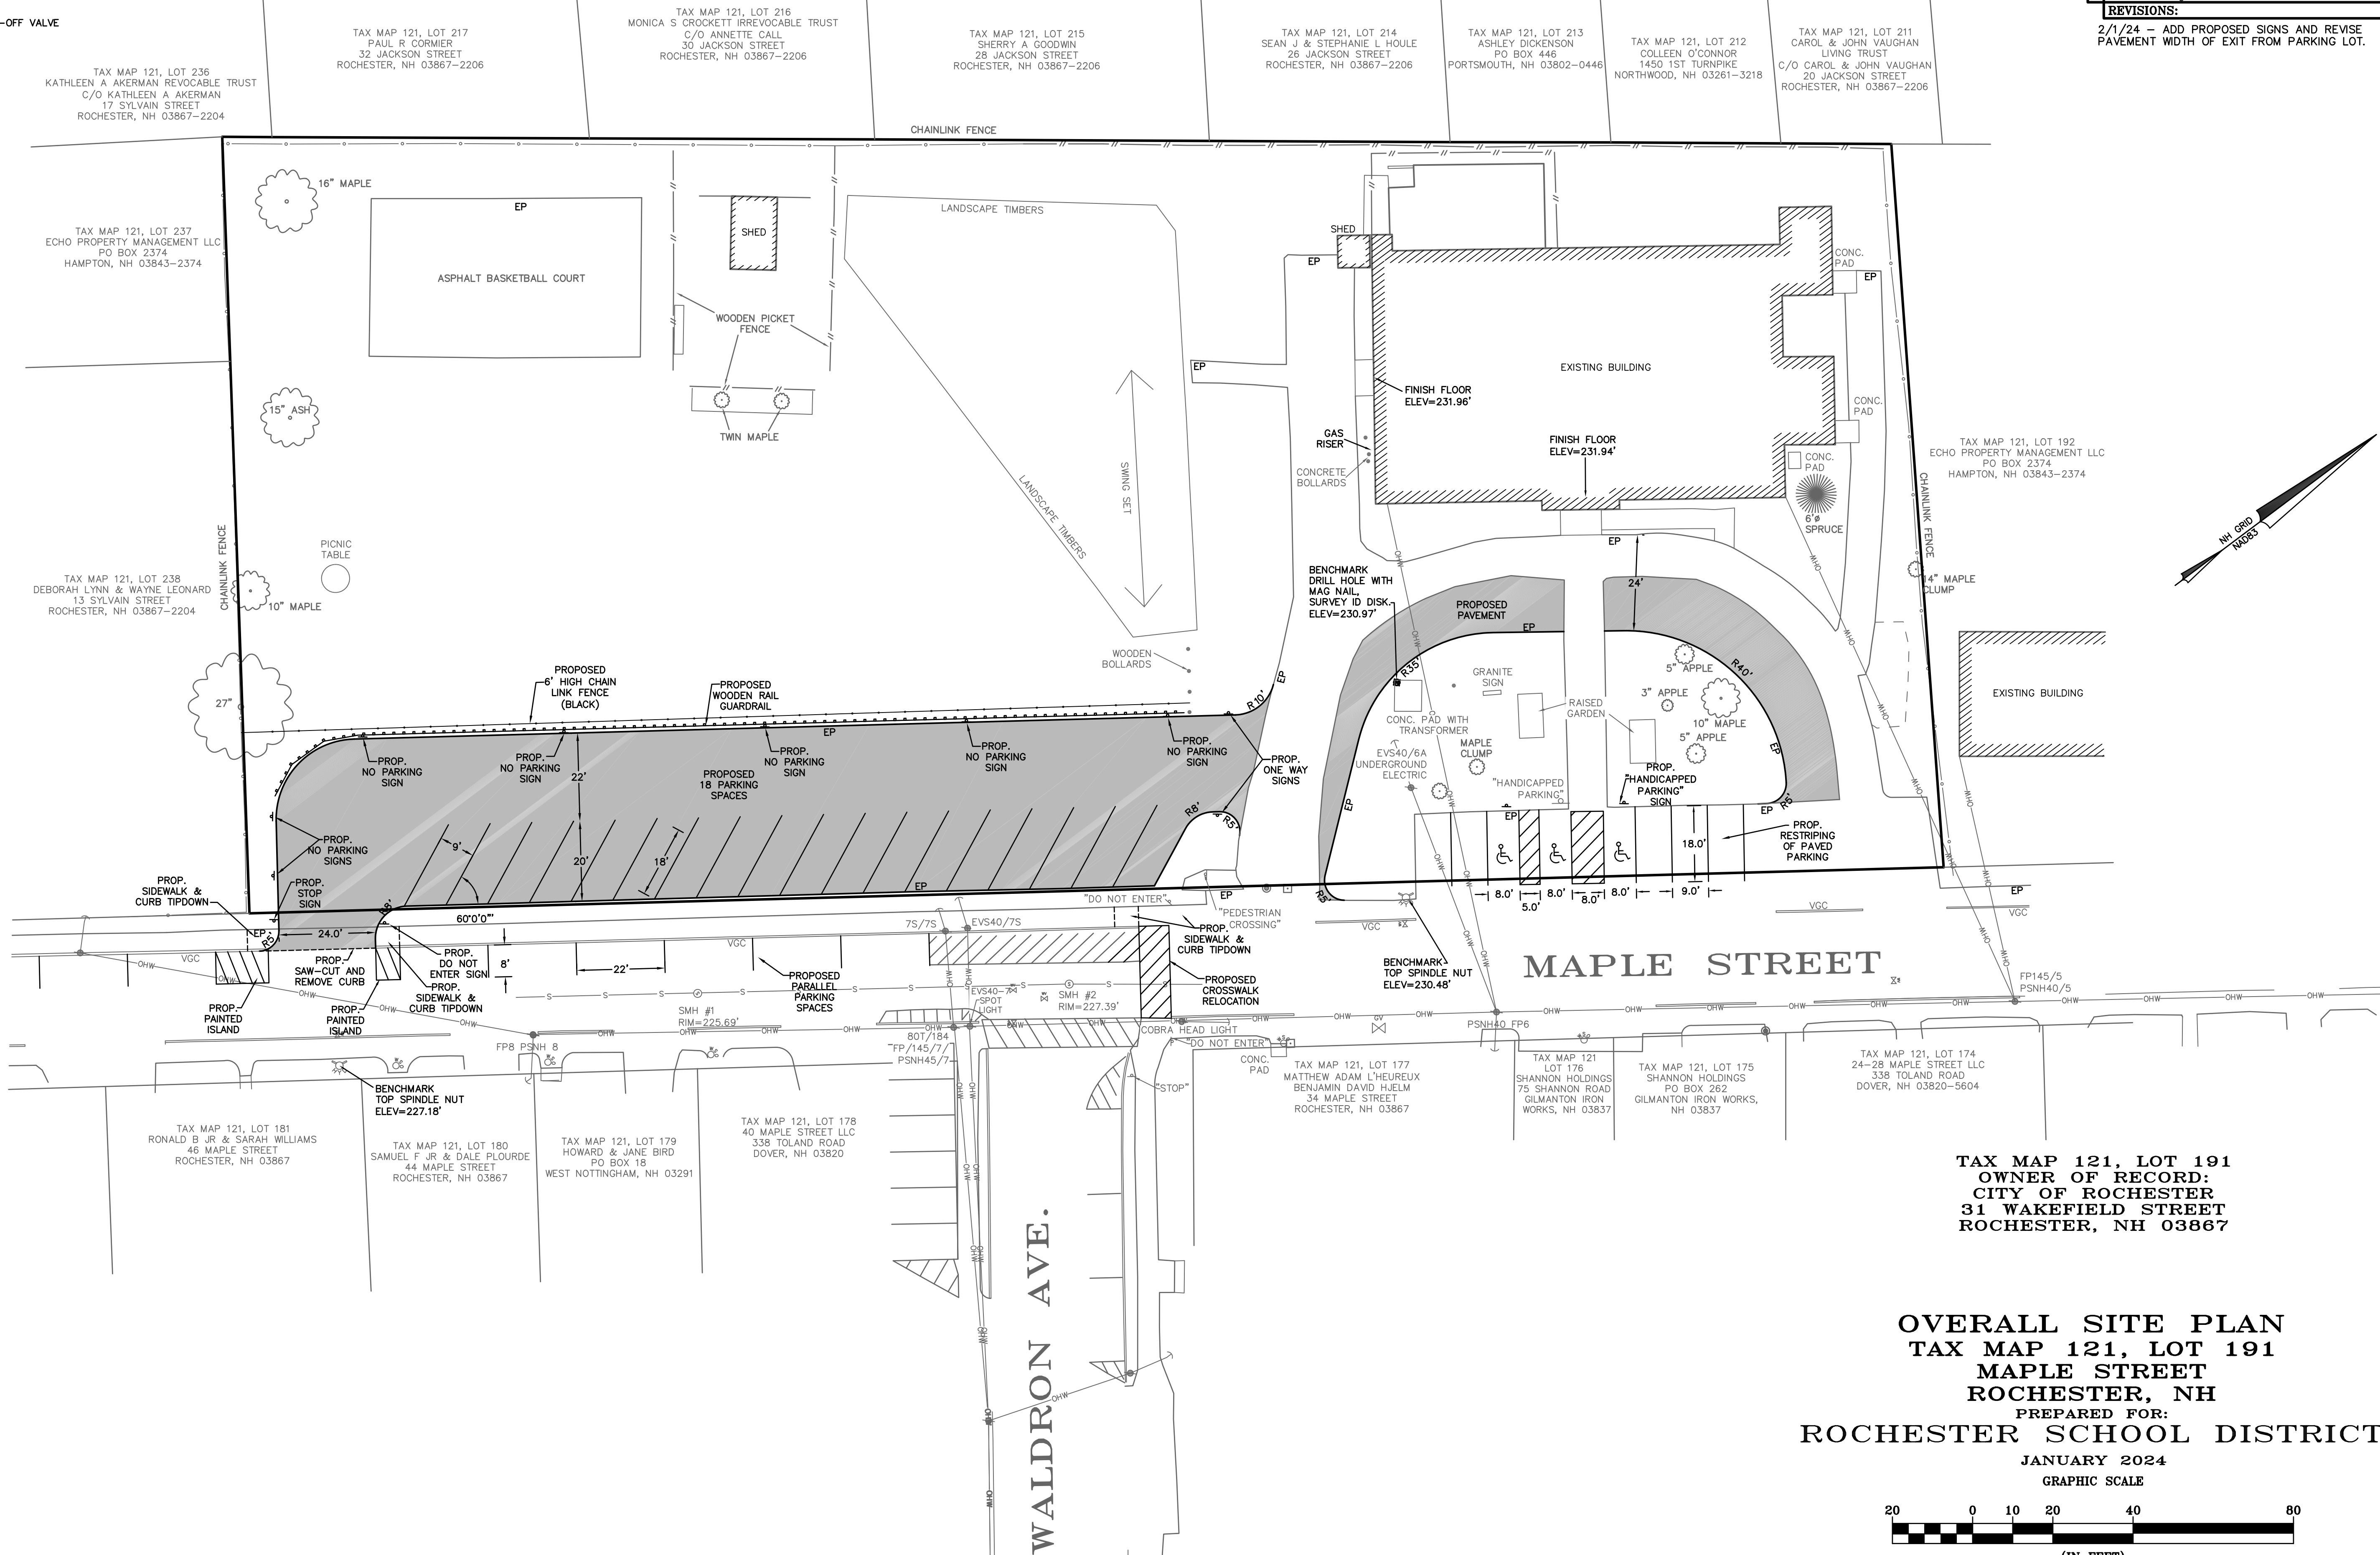 -OFF VALVE
REVISIONS:
2/1/24 – ADD PROPOSED SIGNS AND REVISE
PAVEMENT WIDTH OF EXIT FROM PARKING LOT.
TAX MAP 121, LOT 236
KATHLEEN A AKERMAN REVOCABLE TRUST
C/O KATHLEEN A AKERMAN
17 SYLVAIN STREET
ROCHESTER, NH 03867–2204
TAX MAP 121, LOT 217
PAUL R CORMIER
32 JACKSON STREET
ROCHESTER, NH 03867–2206
TAX MAP 121, LOT 216
MONICA S CROCKETT IRREVOCABLE TRUST
C/O ANNETTE CALL
30 JACKSON STREET
ROCHESTER, NH 03867–2206
TAX MAP 121, LOT 215
SHERRY A GOODWIN
28 JACKSON STREET
ROCHESTER, NH 03867–2206
TAX MAP 121, LOT 214
SEAN J & STEPHANIE L HOULE
26 JACKSON STREET
ROCHESTER, NH 03867–2206
TAX MAP 121, LOT 213
ASHLEY DICKENSON
PO BOX 446
PORTSMOUTH, NH 03802–0446
TAX MAP 121, LOT 212
COLLEEN O'CONNOR
1450 1ST TURNPIKE
NORTHWOOD, NH 03261–3218
TAX MAP 121, LOT 211
CAROL & JOHN VAUGHAN
LIVING TRUST
C/O CAROL & JOHN VAUGHAN
20 JACKSON STREET
ROCHESTER, NH 03867–2206
CHAINLINK FENCE
16" MAPLE
EP
SHED
ASPHALT BASKETBALL COURT
WOODEN PICKET
FENCE
TWIN MAPLE
LANDSCAPE TIMBERS
LANDSCAPE TIMBERS
SWING SET
SHED
EP
EP
EXISTING BUILDING
FINISH FLOOR
ELEV=231.96'
FINISH FLOOR
ELEV=231.94'
GAS
RISER
CONCRETE
BOLLARDS
CONC.
PAD
EP
CONC.
PAD
CONC.
PAD
6'ø
SPRUCE
TAX MAP 121, LOT 237
ECHO PROPERTY MANAGEMENT LLC
PO BOX 2374
HAMPTON, NH 03843–2374
15" ASH
PICNIC
TABLE
CHAINLINK FENCE
10" MAPLE
TAX MAP 121, LOT 238
DEBORAH LYNN & WAYNE LEONARD
13 SYLVAIN STREET
ROCHESTER, NH 03867–2204
TAX MAP 121, LOT 192
ECHO PROPERTY MANAGEMENT LLC
PO BOX 2374
HAMPTON, NH 03843–2374
CHAINLINK FENCE
14" MAPLE
CLUMP
NH GRID
NAD83
EXISTING BUILDING
BENCHMARK
DRILL HOLE WITH
MAG NAIL,
SURVEY ID DISK.
ELEV=230.97'
OHW
OHW
OHW
OHW
PROPOSED
PAVEMENT
EP
EP
24'
R35'
R40'
GRANITE
SIGN
RAISED
GARDEN
5" APPLE
3" APPLE
10" MAPLE
5" APPLE
CONC. PAD WITH
TRANSFORMER
EVS40/6A
UNDERGROUND
ELECTRIC
MAPLE
CLUMP
"HANDICAPPED
PARKING"
PROP.
"HANDICAPPED
PARKING"
SIGN
EP
EP
EP
EP
R5'
PROP.
RESTRIPING
OF PAVED
PARKING
18.0'
8.0'
5.0'
8.0'
8.0'
8.0'
9.0'
27"
PROPOSED
6' HIGH CHAIN
LINK FENCE
(BLACK)
PROPOSED
WOODEN RAIL
GUARDRAIL
WOODEN
BOLLARDS
EP
R10'
EP
PROP.
NO PARKING
SIGN
PROP.
NO PARKING
SIGN
PROP.
NO PARKING
SIGN
PROP.
NO PARKING
SIGN
PROP.
NO PARKING
SIGN
PROP.
ONE WAY
SIGNS
22'
PROPOSED
18 PARKING
SPACES
R8'
R5'
PROP.
NO PARKING
SIGNS
9'
20'
18'
EP
PROP.
STOP
SIGN
PROP.
SIDEWALK &
CURB TIPDOWN
R8'
60°0'0""
"DO NOT ENTER"
EP
"PEDESTRIAN
CROSSING"
R5'
EP
R5'
24.0'
VGC
OHW
PROP.
SAW–CUT AND
REMOVE CURB
PROP.
DO NOT
ENTER SIGN
PROP.
SIDEWALK &
CURB TIPDOWN
8'
22'
VGC
7S/7S
EVS40/7S
PROP.
SIDEWALK &
CURB TIPDOWN
VGC
VGC
VGC
EP
PROP.
PAINTED
ISLAND
PROP.
PAINTED
ISLAND
PROPOSED
PARALLEL
PARKING
SPACES
SMH #1
RIM=225.69'
EVS40–7
SPOT
LIGHT
SMH #2
RIM=227.39'
PROPOSED
CROSSWALK
RELOCATION
BENCHMARK
TOP SPINDLE NUT
ELEV=230.48'
MAPLE STREET
FP145/5
PSNH40/5
FP8 PSNH 8
80T/184
FP/145/7/
PSNH45/7
COBRA HEAD LIGHT
"DO NOT ENTER"
CONC.
PAD
GV
PSNH40 FP6
"STOP"
BENCHMARK
TOP SPINDLE NUT
ELEV=227.18'
TAX MAP 121, LOT 181
RONALD B JR & SARAH WILLIAMS
46 MAPLE STREET
ROCHESTER, NH 03867
TAX MAP 121, LOT 180
SAMUEL F JR & DALE PLOURDE
44 MAPLE STREET
ROCHESTER, NH 03867
TAX MAP 121, LOT 179
HOWARD & JANE BIRD
PO BOX 18
WEST NOTTINGHAM, NH 03291
TAX MAP 121, LOT 178
40 MAPLE STREET LLC
338 TOLAND ROAD
DOVER, NH 03820
TAX MAP 121, LOT 177
MATTHEW ADAM L'HEUREUX
BENJAMIN DAVID HJELM
34 MAPLE STREET
ROCHESTER, NH 03867
TAX MAP 121
LOT 176
SHANNON HOLDINGS
75 SHANNON ROAD
GILMANTON IRON
WORKS, NH 03837
TAX MAP 121, LOT 175
SHANNON HOLDINGS
PO BOX 262
GILMANTON IRON WORKS,
NH 03837
TAX MAP 121, LOT 174
24–28 MAPLE STREET LLC
338 TOLAND ROAD
DOVER, NH 03820–5604
WALDRON AVE.
TAX MAP 121, LOT 191
OWNER OF RECORD:
CITY OF ROCHESTER
31 WAKEFIELD STREET
ROCHESTER, NH 03867
OVERALL SITE PLAN
TAX MAP 121, LOT 191
MAPLE STREET
ROCHESTER, NH
PREPARED FOR:
ROCHESTER SCHOOL DISTRICT
JANUARY 2024
GRAPHIC SCALE
20 0 10 20 40 80